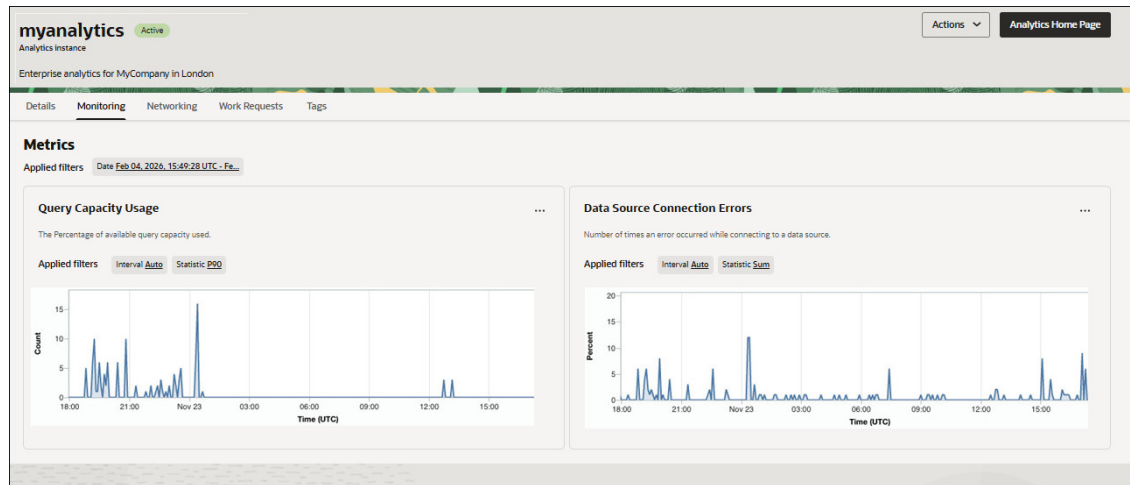 myanalytics Active
Analytics instance
Enterprise analytics for MyCompany in London
Actions
Analytics Home Page
Details Monitoring Networking Work Requests Tags
Metrics
Applied filters Date Feb 04, 2026, 15:49:28 UTC - Fe...
Query Capacity Usage ...
The Percentage of available query capacity used.
Applied filters Interval Auto Statistic P90
Count
15
10
5
0
18:00 21:00 Nov 23 03:00 06:00 09:00 12:00 15:00
Time (UTC)
Data Source Connection Errors ...
Number of times an error occurred while connecting to a data source.
Applied filters Interval Auto Statistic Sum
Percent
20
15
10
5
0
18:00 21:00 Nov 23 03:00 06:00 09:00 12:00 15:00
Time (UTC)